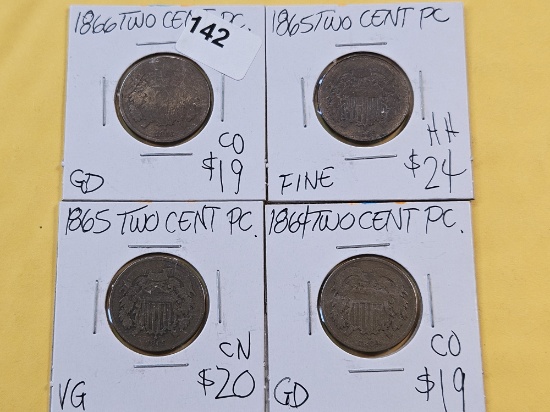 1866 TWO CENT PC.
142
CO
GD
$19
1865 TWO CENT PC
HH
FINE
$24
1865 TWO CENT PC.
CN
VG
$20
1864 TWO CENT PC.
CO
GD
$19